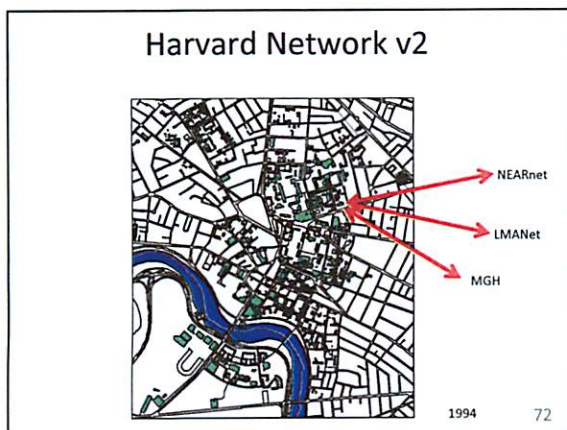 Harvard Network v2
NEARnet
LMANet
MGH
1994
72